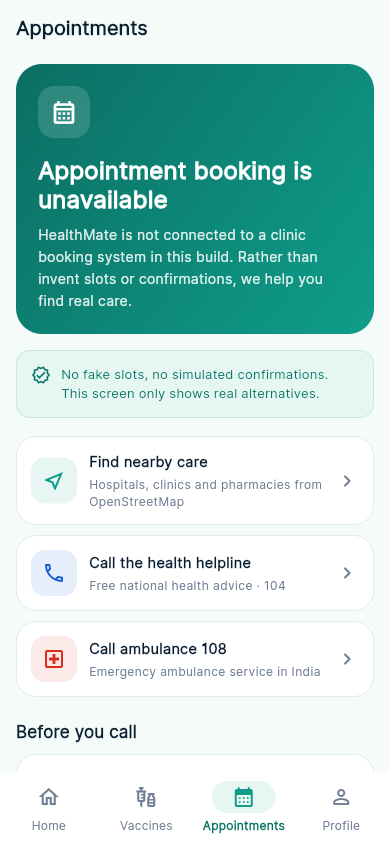 Appointments
Appointment booking is
unavailable
HealthMate is not connected to a clinic
booking system in this build. Rather than
invent slots or confirmations, we help you
find real care.
No fake slots, no simulated confirmations.
This screen only shows real alternatives.
Find nearby care
Hospitals, clinics and pharmacies from
OpenStreetMap
Call the health helpline
Free national health advice · 104
Call ambulance 108
Emergency ambulance service in India
Before you call
Home
Vaccines
Appointments
Profile